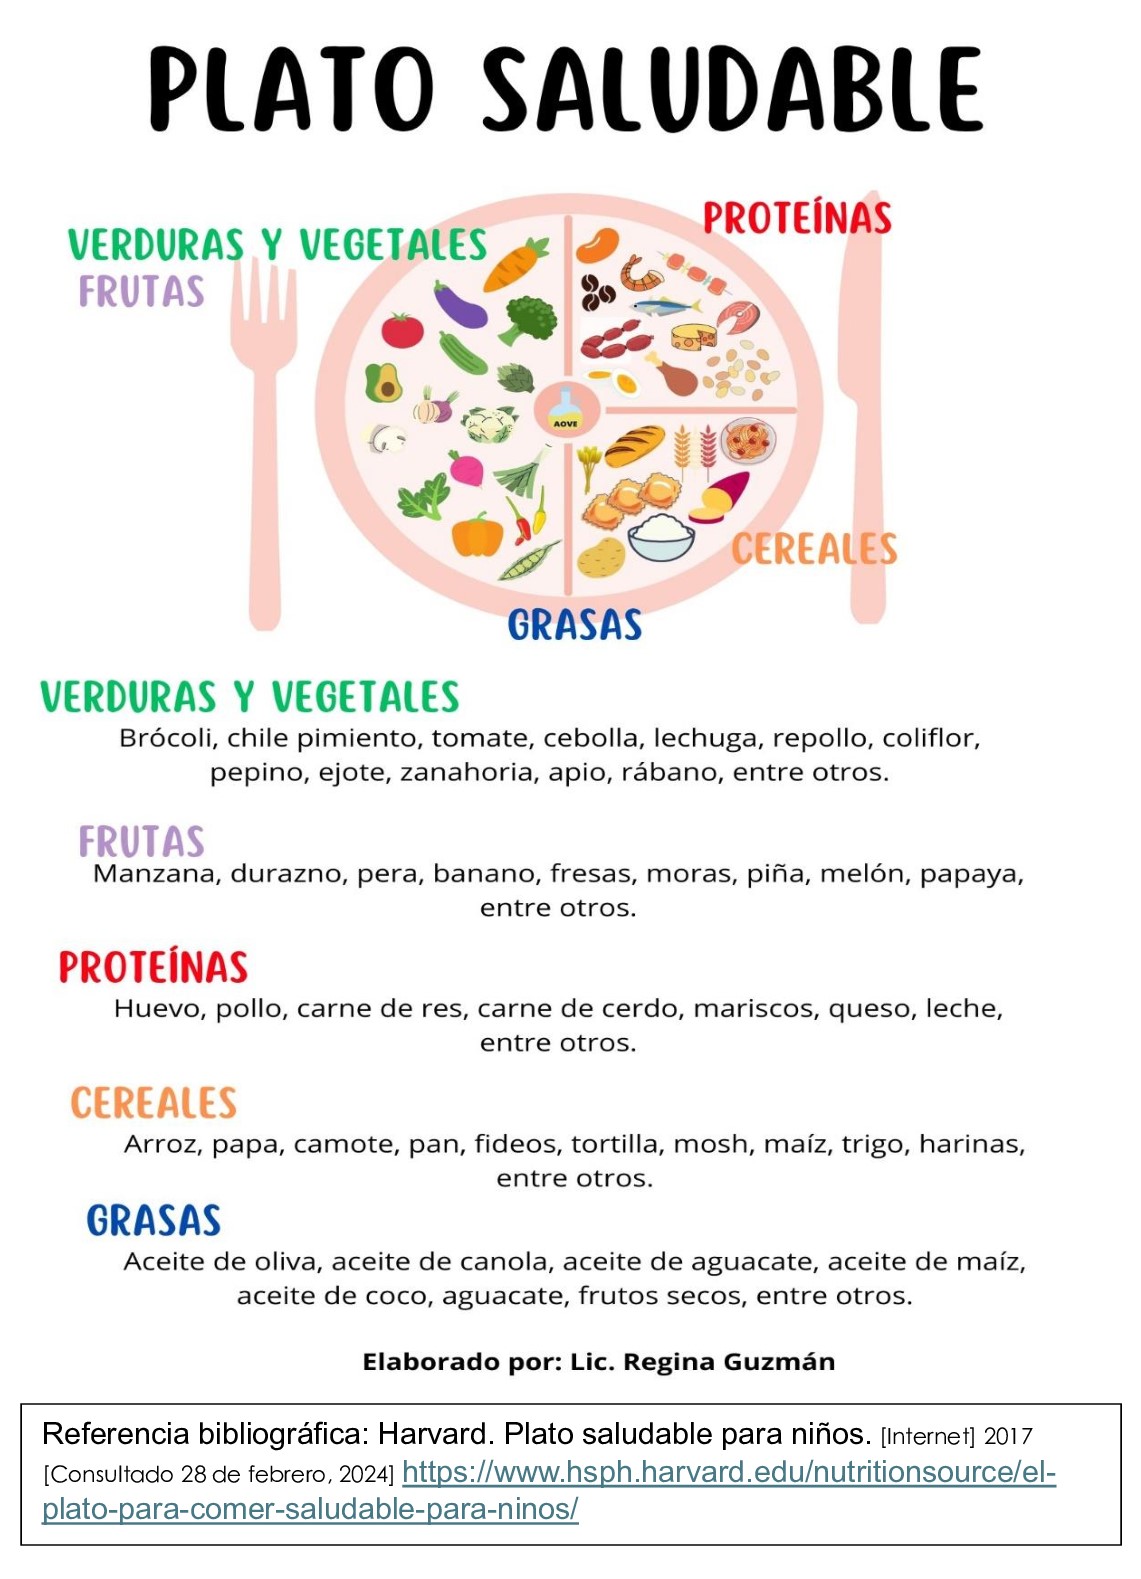 PLATO SALUDABLE
PROTEÍNAS
VERDURAS Y VEGETALES
FRUTAS
AOVE
CEREALES
GRASAS
VERDURAS Y VEGETALES
Brócoli, chile pimiento, tomate, cebolla, lechuga, repollo, coliflor,
pepino, ejote, zanahoria, apio, rábano, entre otros.
FRUTAS
Manzana, durazno, pera, banano, fresas, moras, piña, melón, papaya,
entre otros.
PROTEÍNAS
Huevo, pollo, carne de res, carne de cerdo, mariscos, queso, leche,
entre otros.
CEREALES
Arroz, papa, camote, pan, fideos, tortilla, mosh, maíz, trigo, harinas,
entre otros.
GRASAS
Aceite de oliva, aceite de canola, aceite de aguacate, aceite de maíz,
aceite de coco, aguacate, frutos secos, entre otros.
Elaborado por: Lic. Regina Guzmán
Referencia bibliográfica: Harvard. Plato saludable para niños. [Internet] 2017
[Consultado 28 de febrero, 2024] https://www.hsph.harvard.edu/nutritionsource/el-
plato-para-comer-saludable-para-ninos/